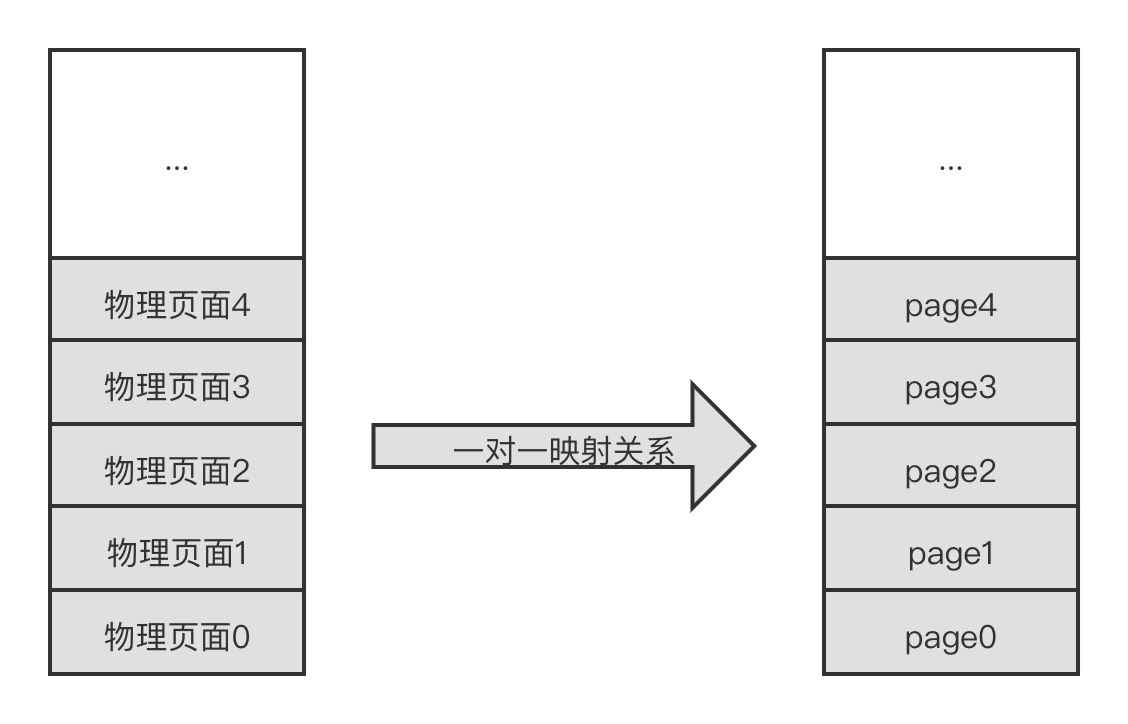 ...
物理页面4
物理页面3
物理页面2
物理页面1
物理页面0
一对一映射关系
...
page4
page3
page2
page1
page0